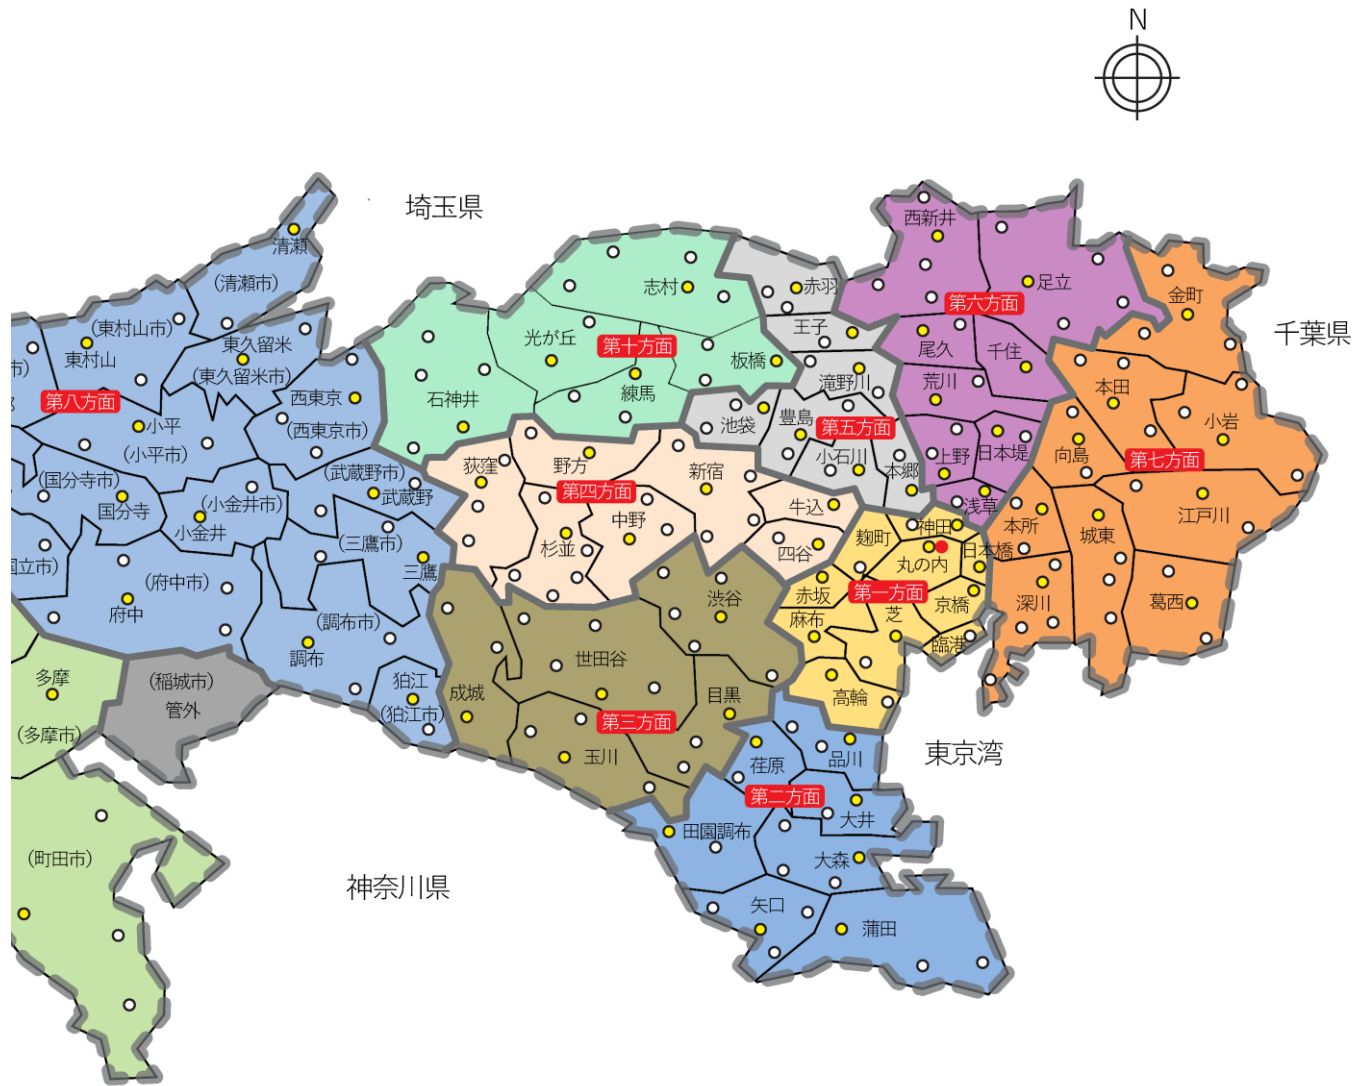 N
埼玉県
千葉県
東京湾
神奈川県
清瀬
(清瀬市)
(東村山市)
東村山
東久留米
(東久留米市)
第八方面
西東京
(西東京市)
小平
(小平市)
(武蔵野市)
武蔵野
(国分寺市)
国分寺
(小金井市)
小金井
(三鷹市)
三鷹
国立市)
(府中市)
府中
(調布市)
調布
狛江
(狛江市)
多摩
(多摩市)
(稲城市)
管外
(町田市)
志村
光が丘
第十方面
板橋
練馬
石神井
赤羽
王子
滝野川
池袋
豊島
第五方面
小石川
本郷
西新井
足立
第六方面
尾久
千住
荒川
上野
日本堤
浅草
金町
本田
小岩
向島
第七方面
江戸川
本所
城東
深川
葛西
荻窪
野方
新宿
第四方面
中野
杉並
牛込
四谷
神田
麹町
丸の内
日本橋
赤坂
第一方面
京橋
麻布
芝
臨港
高輪
渋谷
世田谷
成城
目黒
第三方面
玉川
荏原
品川
第二方面
大井
田園調布
大森
矢口
蒲田